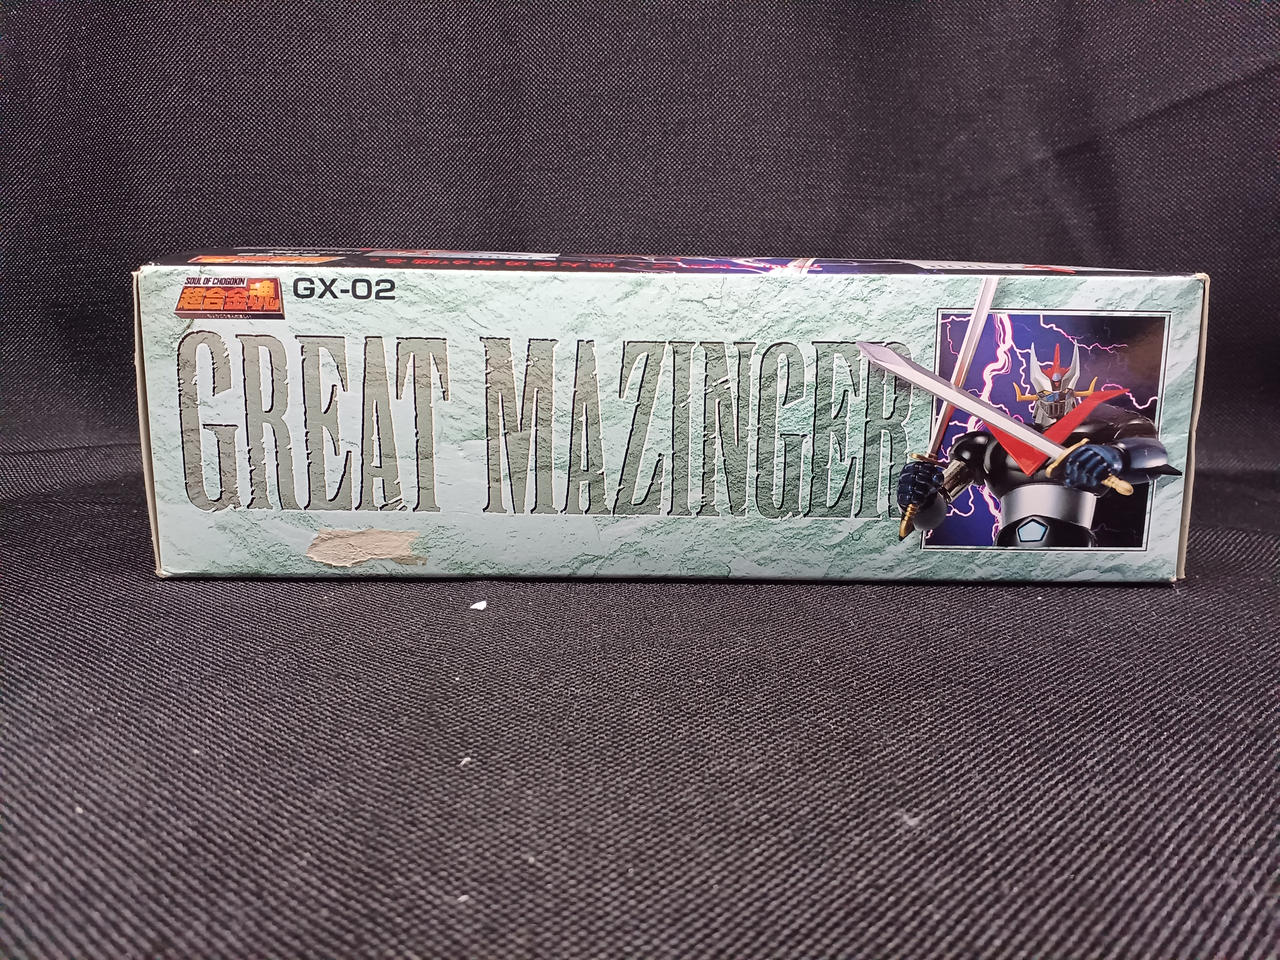 SOUL OF CHOGOKIN
超合金魂
GX-02
GREAT MAZINGER